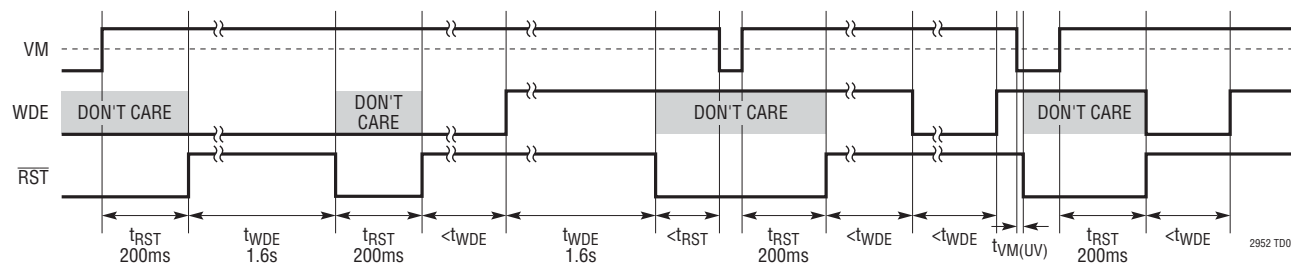 VM
WDE
DON'T CARE
DON'T
CARE
DON'T CARE
DON'T CARE
RST
tRST
200ms
tWDE
1.6s
tRST
200ms
<tWDE
tWDE
1.6s
<tRST
tRST
200ms
<tWDE
<tWDE
tVM(UV)
tRST
200ms
<tWDE
2952 TD0